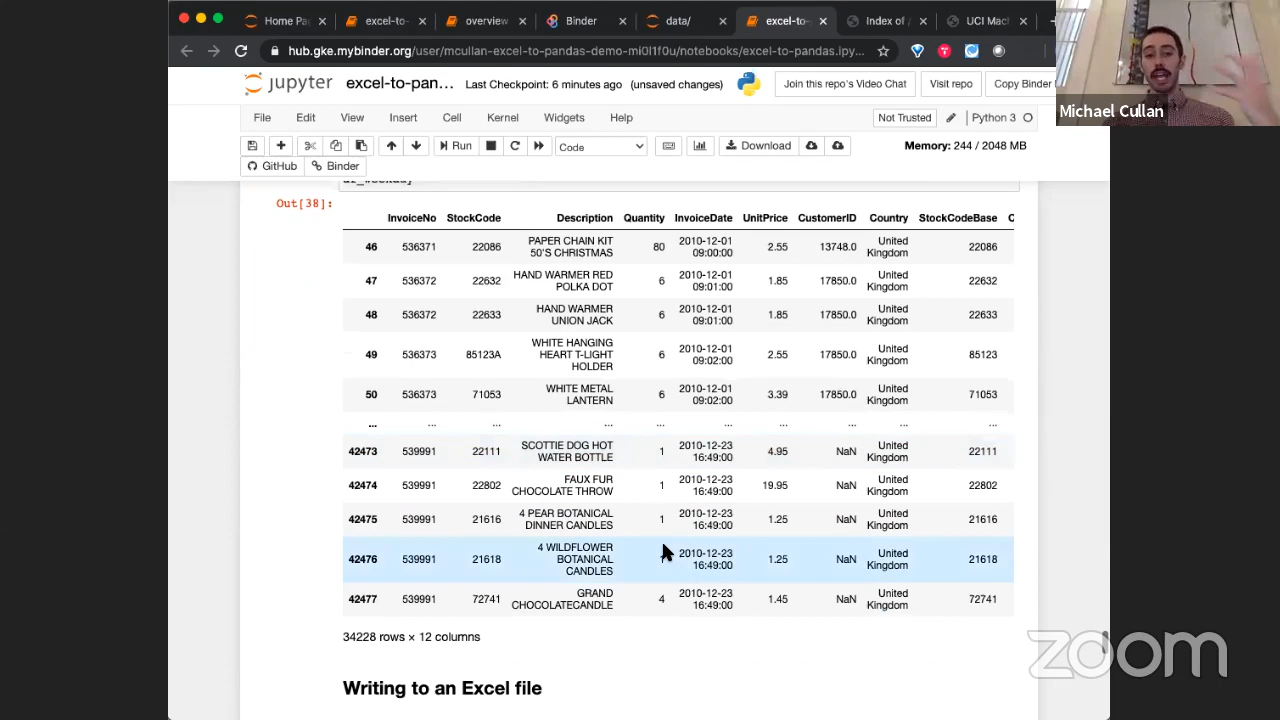 Home Pa
excel-to-
overview
Binder
data/
excel-to-
Index of
UCI Mach
hub.gke.mybinder.org/user/mcullan-excel-to-pandas-demo-mi0l1f0u/notebooks/excel-to-pandas.ipy...
jupyter excel-to-pan... Last Checkpoint: 6 minutes ago (unsaved changes) Join this repo's Video Chat Visit repo Copy Binder
Michael Cullan
File Edit View Insert Cell Kernel Widgets Help Not Trusted Python 3
Run Code Download Memory: 244 / 2048 MB
GitHub Binder
Out[38]:
InvoiceNo StockCode Description Quantity InvoiceDate UnitPrice CustomerID Country StockCodeBase C
46 536371 22086 PAPER CHAIN KIT 50'S CHRISTMAS 80 2010-12-01 09:00:00 2.55 13748.0 United Kingdom 22086
47 536372 22632 HAND WARMER RED POLKA DOT 6 2010-12-01 09:01:00 1.85 17850.0 United Kingdom 22632
48 536372 22633 HAND WARMER UNION JACK 6 2010-12-01 09:01:00 1.85 17850.0 United Kingdom 22633
49 536373 85123A WHITE HANGING HEART T-LIGHT HOLDER 6 2010-12-01 09:02:00 2.55 17850.0 United Kingdom 85123
50 536373 71053 WHITE METAL LANTERN 6 2010-12-01 09:02:00 3.39 17850.0 United Kingdom 71053
... ... ... ... ... ... ... ... ... ...
42473 539991 22111 SCOTTIE DOG HOT WATER BOTTLE 1 2010-12-23 16:49:00 4.95 NaN United Kingdom 22111
42474 539991 22802 FAUX FUR CHOCOLATE THROW 1 2010-12-23 16:49:00 19.95 NaN United Kingdom 22802
42475 539991 21616 4 PEAR BOTANICAL DINNER CANDLES 1 2010-12-23 16:49:00 1.25 NaN United Kingdom 21616
42476 539991 21618 4 WILDFLOWER BOTANICAL CANDLES 2010-12-23 16:49:00 1.25 NaN United Kingdom 21618
42477 539991 72741 GRAND CHOCOLATECANDLE 4 2010-12-23 16:49:00 1.45 NaN United Kingdom 72741
34228 rows × 12 columns
zoom
Writing to an Excel file